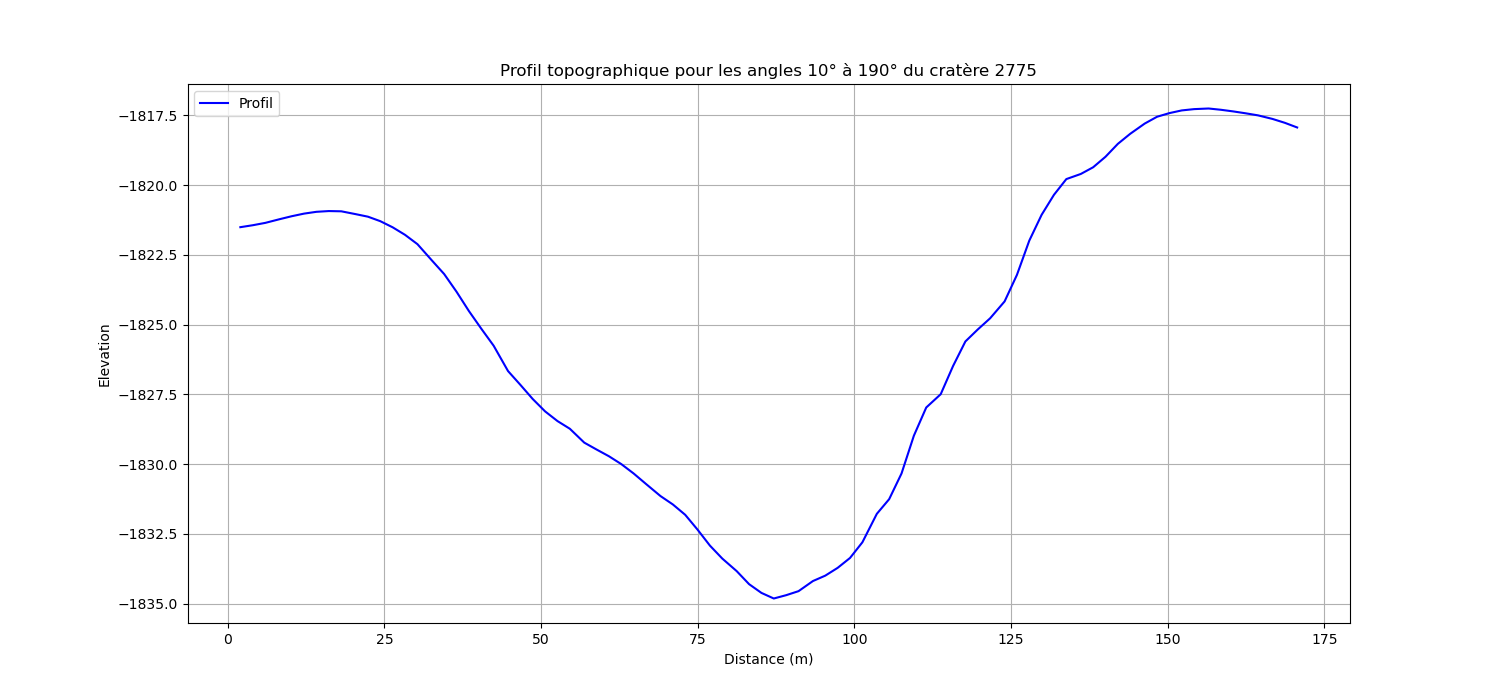 Profil topographique pour les angles 10° à 190° du cratère 2775
Profil
Elevation
−1817.5
−1820.0
−1822.5
−1825.0
−1827.5
−1830.0
−1832.5
−1835.0
0 25 50 75 100 125 150 175
Distance (m)